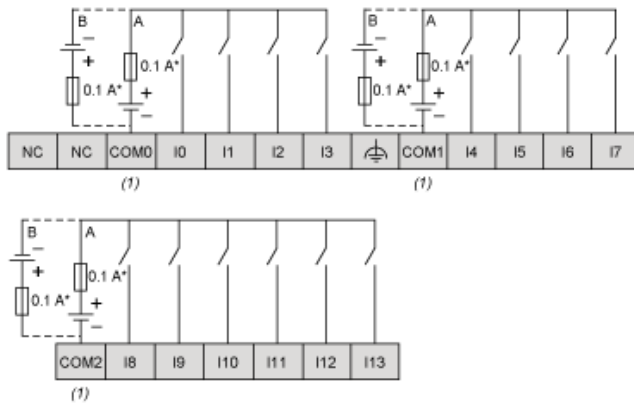 B A B A
− −
+ 0.1 A* + 0.1 A*
0.1 A* + 0.1 A* +
− −
NC NC COM0 I0 I1 I2 I3 COM1 I4 I5 I6 I7
(1) (1)
B A
−
+ 0.1 A*
0.1 A* +
−
COM2 I8 I9 I10 I11 I12 I13
(1)